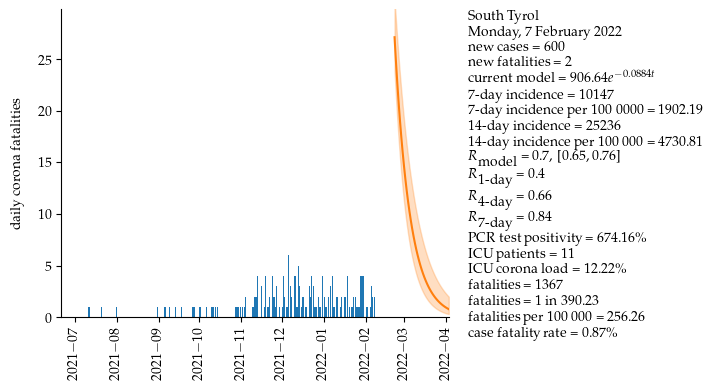 South Tyrol
Monday, 7 February 2022
new cases = 600
new fatalities = 2
current model = 906.64e^{-0.0884t}
7-day incidence = 10147
7-day incidence per 100 0000 = 1902.19
14-day incidence = 25236
14-day incidence per 100 000 = 4730.81
R_model = 0.7, [0.65, 0.76]
R_1-day = 0.4
R_4-day = 0.66
R_7-day = 0.84
PCR test positivity = 674.16%
ICU patients = 11
ICU corona load = 12.22%
fatalities = 1367
fatalities = 1 in 390.23
fatalities per 100 000 = 256.26
case fatality rate = 0.87%
daily corona fatalities
25
20
15
10
5
0
2021−07
2021−08
2021−09
2021−10
2021−11
2021−12
2022−01
2022−02
2022−03
2022−04